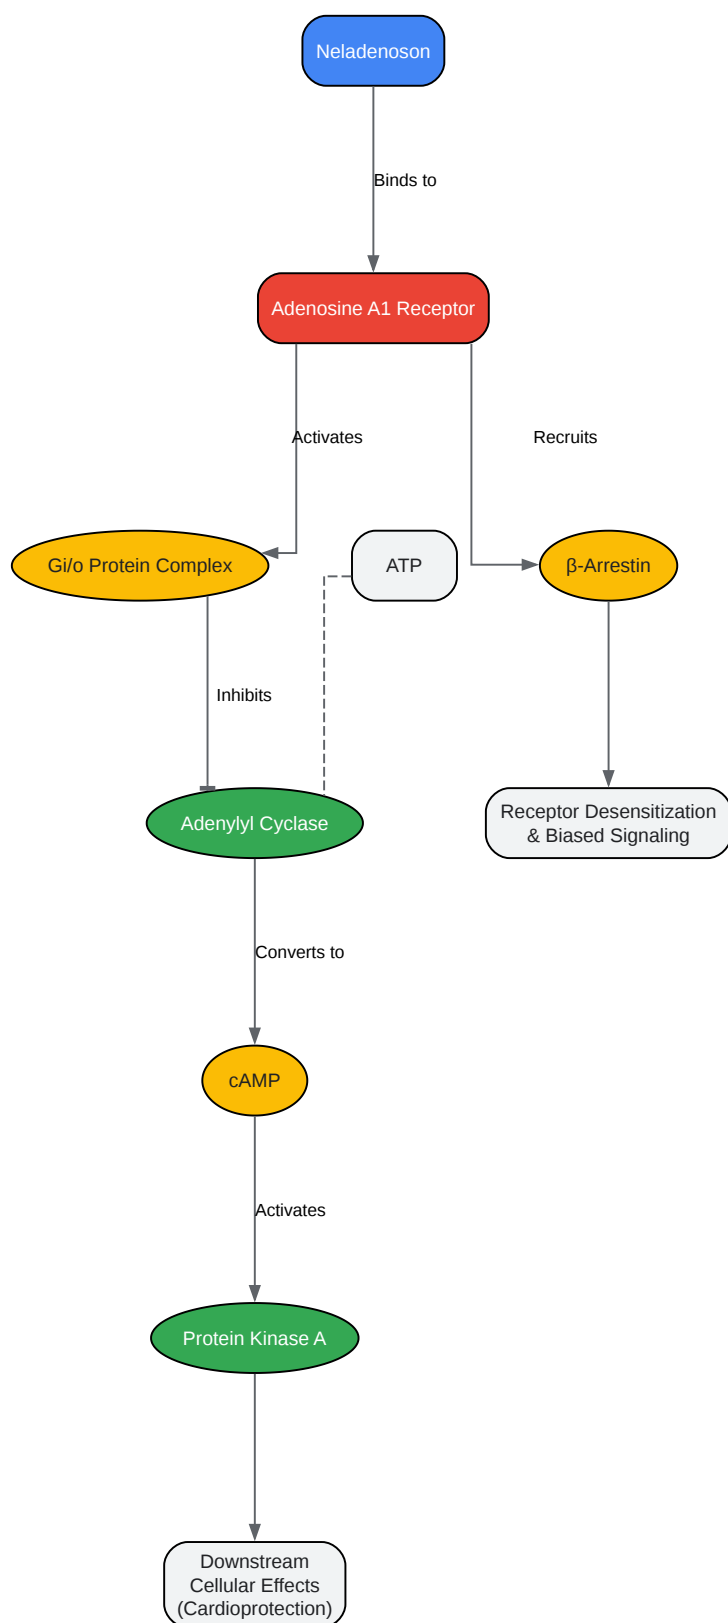 Neladenoson
Binds to
Adenosine A1 Receptor
Activates
Recruits
Gi/o Protein Complex
ATP
β-Arrestin
Inhibits
Adenylyl Cyclase
Receptor Desensitization
& Biased Signaling
Converts to
cAMP
Activates
Protein Kinase A
Downstream
Cellular Effects
(Cardioprotection)